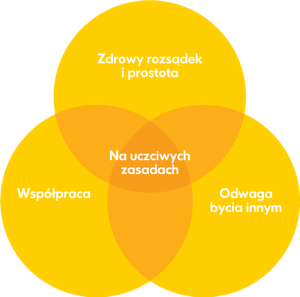 Zdrowy rozsądek
i prostota
Na uczciwych
zasadach
Współpraca
Odwaga
bycia innym